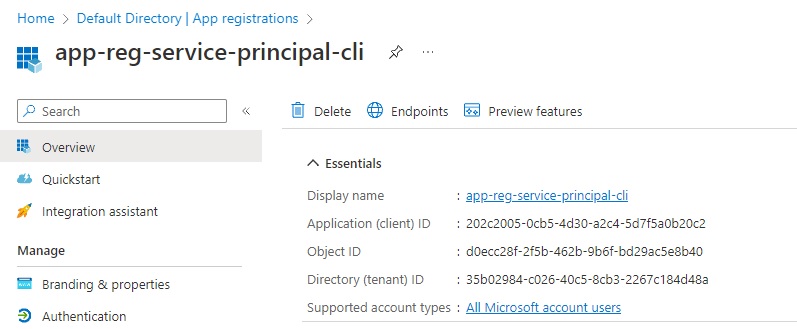 Home > Default Directory | App registrations >
app-reg-service-principal-cli
Search
«
Delete Endpoints Preview features
Overview
Quickstart
Integration assistant
Manage
Branding & properties
Authentication
Essentials
Display name : app-reg-service-principal-cli
Application (client) ID : 202c2005-0cb5-4d30-a2c4-5d7f5a0b20c2
Object ID : d0ecc28f-2f5b-462b-9b6f-bd29ac5e8b40
Directory (tenant) ID : 35b02984-c026-40c5-8cb3-2267c184d48a
Supported account types : All Microsoft account users